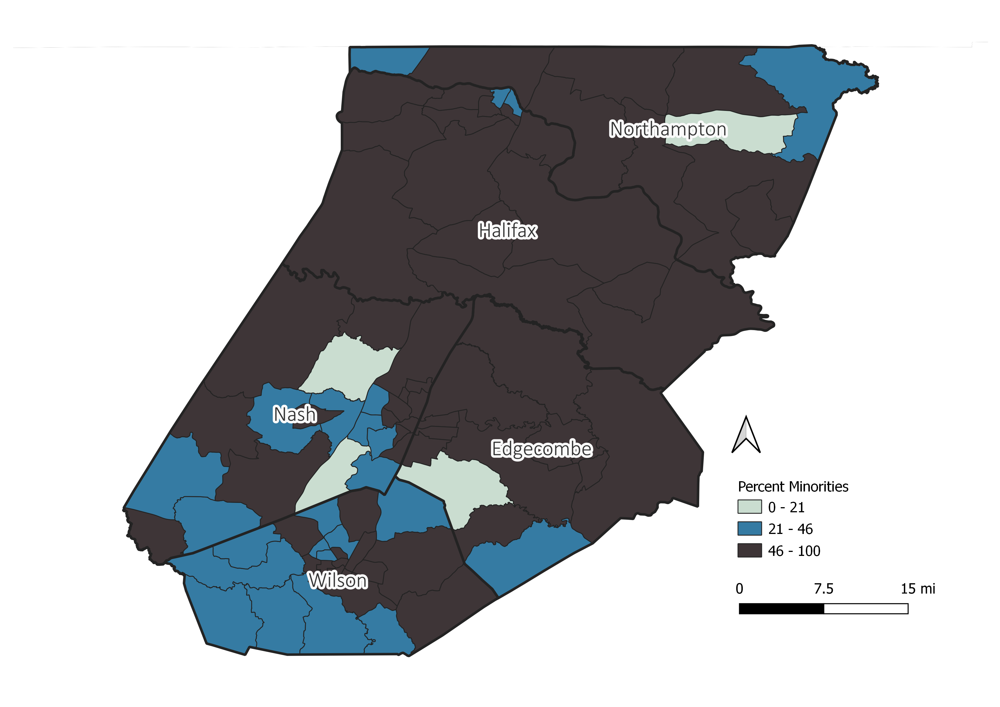 Northampton
Halifax
Nash
Edgecombe
Wilson
Percent Minorities
0 - 21
21 - 46
46 - 100
0 7.5 15 mi